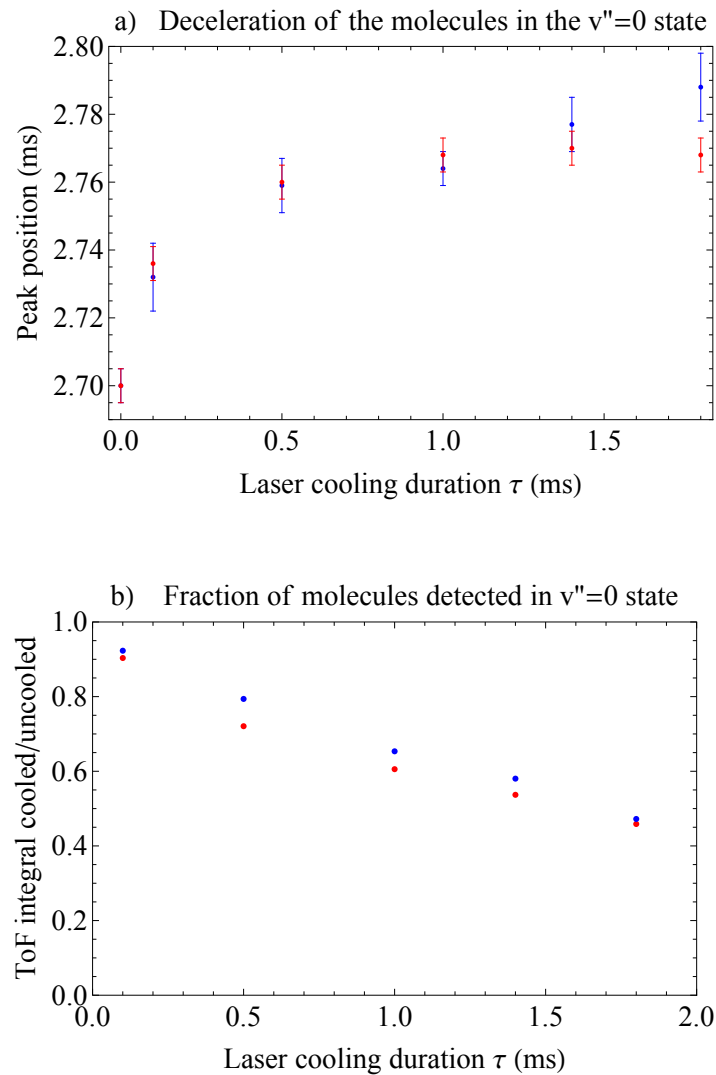 a) Deceleration of the molecules in the v"=0 state
2.80
2.78
2.76
2.74
2.72
2.70
Peak position (ms)
0.0 0.5 1.0 1.5
Laser cooling duration τ (ms)
b) Fraction of molecules detected in v"=0 state
1.0
0.8
0.6
0.4
0.2
0.0
ToF integral cooled/uncooled
0.0 0.5 1.0 1.5 2.0
Laser cooling duration τ (ms)